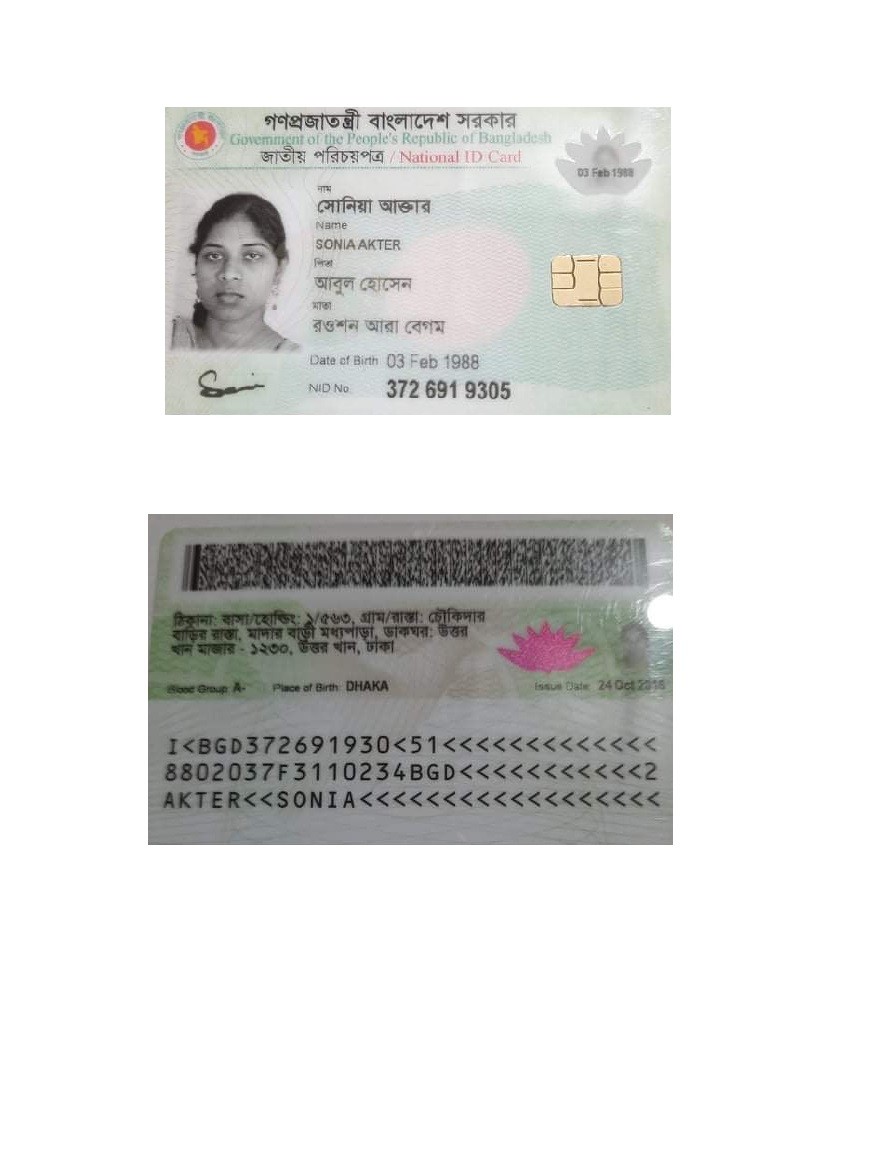 গণপ্রজাতন্ত্রী বাংলাদেশ সরকার
Government of the People's Republic of Bangladesh
জাতীয় পরিচয়পত্র / National ID Card
03 Feb 1988
নাম
সোনিয়া আক্তার
Name
SONIA AKTER
পিতা
আবুল হোসেন
মাতা
রওশন আরা বেগম
Date of Birth 03 Feb 1988
NID No. 372 691 9305
ঠিকানা: বাসা/হোল্ডিং: ১/৫৬৩, গ্রাম/রাস্তা: চৌকিদার
বাড়ির রাস্তা, মাদার বাড়ী মধ্যপাড়া, ডাকঘর: উত্তর
খান মাজার - ১২৩০, উত্তর খান, ঢাকা
Blood Group: Place of Birth: DHAKA Issue Date: 24 Oct
I<BGD372691930<51<<<<<<<<<<<<<
8802037F3110234BGD<<<<<<<<<<<2
AKTER<<SONIA<<<<<<<<<<<<<<<<<<